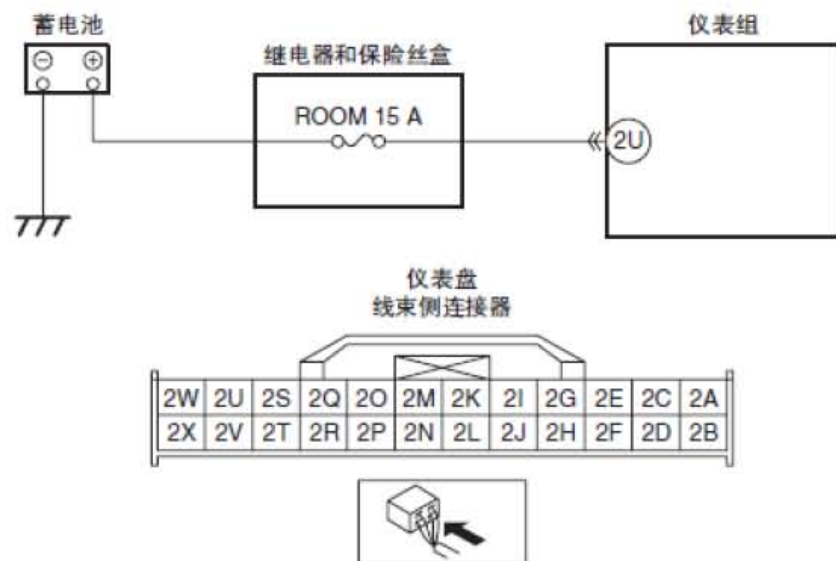 蓄电池
继电器和保险丝盒
仪表组
ROOM 15 A
2U
仪表盘
线束侧连接器
2W 2U 2S 2Q 2O 2M 2K 2I 2G 2E 2C 2A
2X 2V 2T 2R 2P 2N 2L 2J 2H 2F 2D 2B